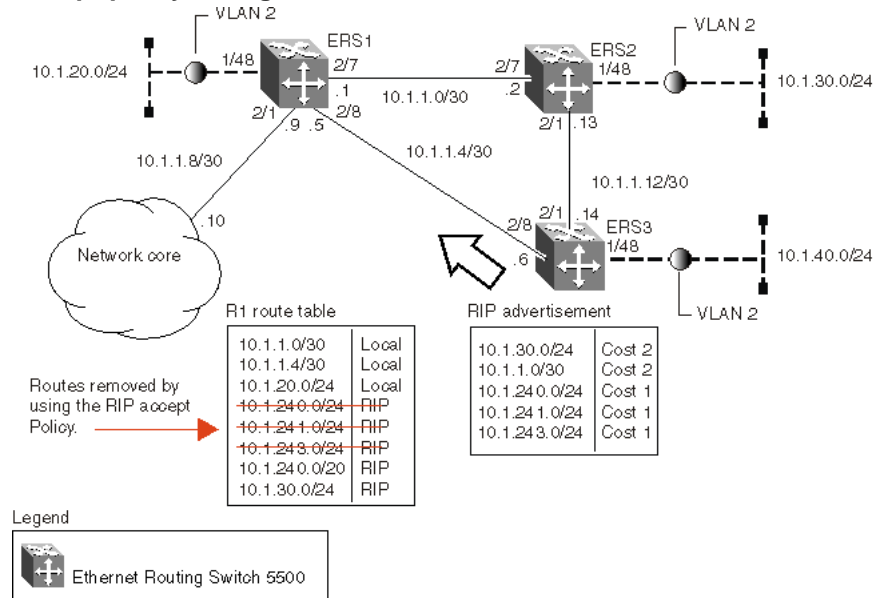 VLAN 2
ERS1
1/48
2/7
10.1.20.0/24
.1
2/1
2/8
.9 .5
10.1.1.0/30
VLAN 2
ERS2
2/7
1/48
.2
10.1.30.0/24
2/1 .13
10.1.1.8/30
10.1.1.4/30
10.1.1.12/30
.10
Network core
2/1 .14
2/8
ERS3
1/48
.6
10.1.40.0/24
VLAN 2
R1 route table
10.1.1.0/30 Local
10.1.1.4/30 Local
10.1.20.0/24 Local
10.1.240.0/24 RIP
10.1.241.0/24 RIP
10.1.243.0/24 RIP
10.1.240.0/20 RIP
10.1.30.0/24 RIP
Routes removed by
using the RIP accept
Policy.
RIP advertisement
10.1.30.0/24 Cost 2
10.1.1.0/30 Cost 2
10.1.240.0/24 Cost 1
10.1.241.0/24 Cost 1
10.1.243.0/24 Cost 1
Legend
Ethernet Routing Switch 5500